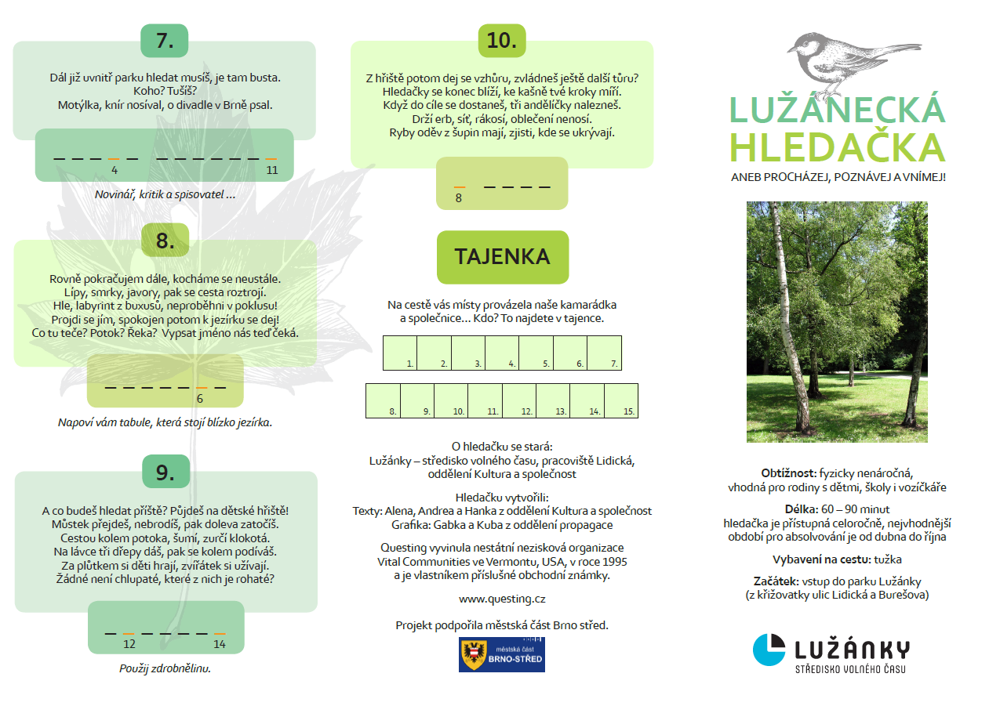 7.
Dál již uvnitř parku hledat musíš, je tam busta.
Koho? Tušíš?
Motýlka, knír nosíval, o divadle v Brně psal.
4 11
Novinář, kritik a spisovatel ...
8.
Rovně pokračujem dále, kocháme se neustále.
Lípy, smrky, javory, pak se cesta roztrojí.
Hle, labyrint z buxusů, neproběhni v poklusu!
Projdi se jím, spokojen potom k jezírku se dej!
Co tu teče? Potok? Řeka? Vypsat jméno nás teď čeká.
6
Napoví vám tabule, která stojí blízko jezírka.
9.
A co budeš hledat příště? Půjdeš na dětské hřiště!
Můstek přejdeš, nebrodíš, pak doleva zatočíš.
Cestou kolem potoka, šumí, zurčí klokotá.
Na lávce tři dřepy dáš, pak se kolem podíváš.
Za plůtkem si děti hrají, zvířátek si užívají.
Žádné není chlupaté, které z nich je rohaté?
12 14
Použij zdrobnělinu.
10.
Z hřiště potom dej se vzhůru, zvládneš ještě další túru?
Hledačky se konec blíží, ke kašně tvé kroky míří.
Když do cíle se dostaneš, tři andělíčky nalezneš.
Drží erb, síť, rákosí, oblečení nenosí.
Ryby oděv z šupin mají, zjisti, kde se ukrývají.
8
TAJENKA
Na cestě vás místy provázela naše kamarádka
a společnice... Kdo? To najdete v tajence.
1. 2. 3. 4. 5. 6. 7.
8. 9. 10. 11. 12. 13. 14. 15.
O hledačku se stará:
Lužánky – středisko volného času, pracoviště Lidická,
oddělení Kultura a společnost
Hledačku vytvořili:
Texty: Alena, Andrea a Hanka z oddělení Kultura a společnost
Grafika: Gabka a Kuba z oddělení propagace
Questing vyvinula nestátní nezisková organizace
Vital Communities ve Vermontu, USA, v roce 1995
a je vlastníkem příslušné obchodní známky.
www.questing.cz
Projekt podpořila městská část Brno střed.
městská část
BRNO-STŘED
LUŽÁNECKÁ
HLEDAČKA
ANEB PROCHÁZEJ, POZNÁVEJ A VNÍMEJ!
Obtížnost: fyzicky nenáročná,
vhodná pro rodiny s dětmi, školy i vozíčkáře
Délka: 60 – 90 minut
hledačka je přístupná celoročně, nejvhodnější
období pro absolvování je od dubna do října
Vybavení na cestu: tužka
Začátek: vstup do parku Lužánky
(z křižovatky ulic Lidická a Burešova)
LUŽÁNKY
STŘEDISKO VOLNÉHO ČASU